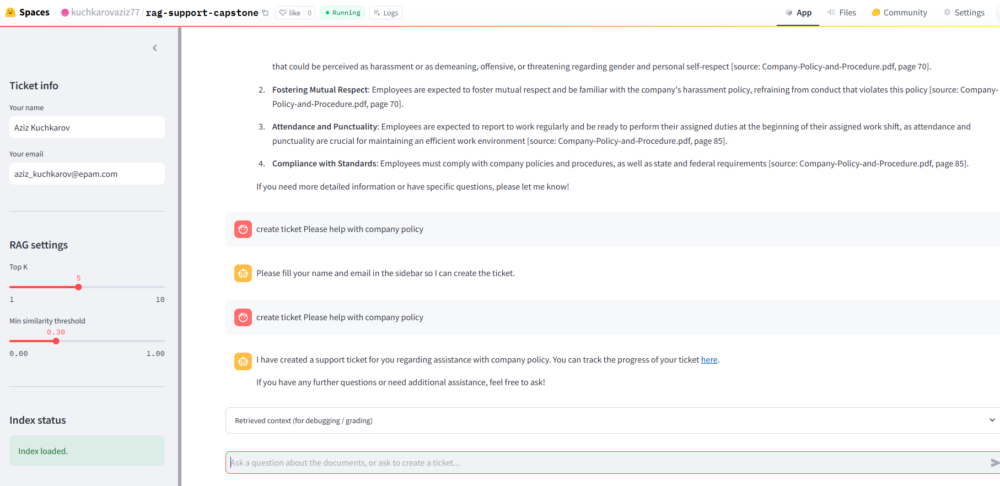 Spaces
kuchkarovaziz77/rag-support-capstone
like 0
Running
Logs
App
Files
Community
Settings
Ticket info
Your name
Aziz Kuchkarov
Your email
aziz_kuchkarov@epam.com
RAG settings
Top K
5
1 10
Min similarity threshold
0.30
0.00 1.00
Index status
Index loaded.
that could be perceived as harassment or as demeaning, offensive, or threatening regarding gender and personal self-respect [source: Company-Policy-and-Procedure.pdf, page 70].
2. Fostering Mutual Respect: Employees are expected to foster mutual respect and be familiar with the company's harassment policy, refraining from conduct that violates this policy [source: Company-
Policy-and-Procedure.pdf, page 70].
3. Attendance and Punctuality: Employees are expected to report to work regularly and be ready to perform their assigned duties at the beginning of their assigned work shift, as attendance and
punctuality are crucial for maintaining an efficient work environment [source: Company-Policy-and-Procedure.pdf, page 85].
4. Compliance with Standards: Employees must comply with company policies and procedures, as well as state and federal requirements [source: Company-Policy-and-Procedure.pdf, page 85].
If you need more detailed information or have specific questions, please let me know!
create ticket Please help with company policy
Please fill your name and email in the sidebar so I can create the ticket.
create ticket Please help with company policy
I have created a support ticket for you regarding assistance with company policy. You can track the progress of your ticket here.
If you have any further questions or need additional assistance, feel free to ask!
Retrieved context (for debugging / grading)
Ask a question about the documents, or ask to create a ticket...